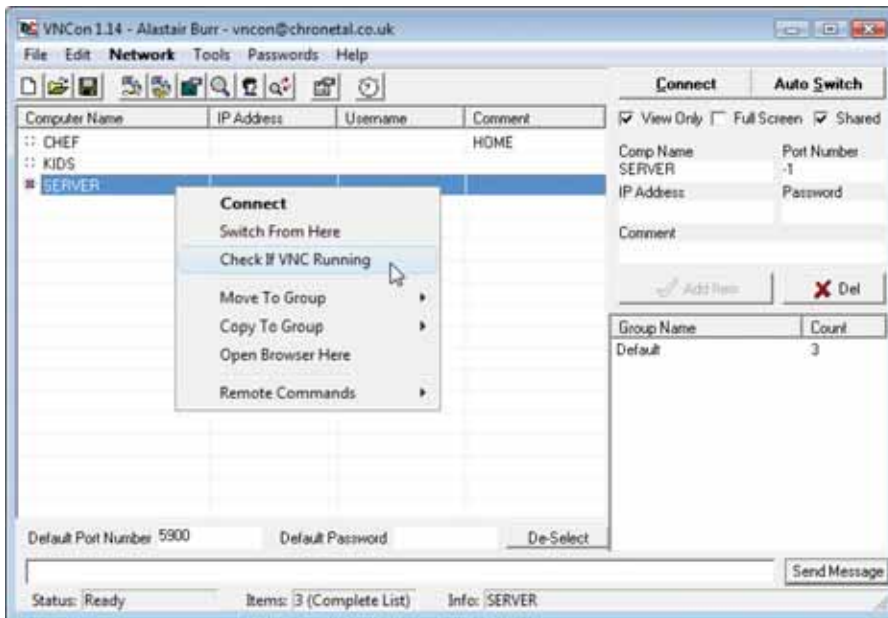 VNCon 1.14 - Alastair Burr - vncon@chronetal.co.uk
File Edit Network Tools Passwords Help
Connect Auto Switch
Computer Name IP Address Username Comment
View Only Full Screen Shared
CHEF HOME
KIDS
SERVER
Comp Name Port Number
SERVER -1
IP Address Password
Comment
Connect
Switch From Here
Check If VNC Running
Move To Group
Copy To Group
Open Browser Here
Remote Commands
Add Item Del
Group Name Count
Default 3
Default Port Number 5900 Default Password De-Select
Send Message
Status: Ready Items: 3 (Complete List) Info: SERVER